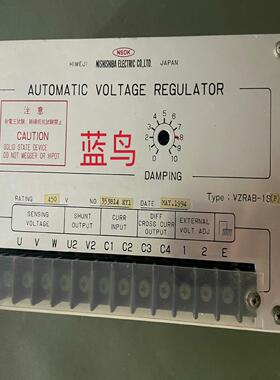 NSDK
HIMEJI NISHISHIBA ELECTRIC CO.,LTD. JAPAN
AUTOMATIC VOLTAGE REGULATOR
注 意
CAUTION
SOLID STATE DEVICE
DO NOT MEGGER OR HIPOT
蓝鸟
0 1 2 3 4 5 6 7 8 9 10
DAMPING
RATING 450 V NO 353814 DATE MAY.1994 Type: VZRAB-1S
SENSING VOLTAGE
SHUNT OUTPUT
CURR INPUT
DIFF CROSS CURR OUTPUT
EXTERNAL VOLT ADJ
U V W U2 V2 C1 C2 C3 C4 1 2 E